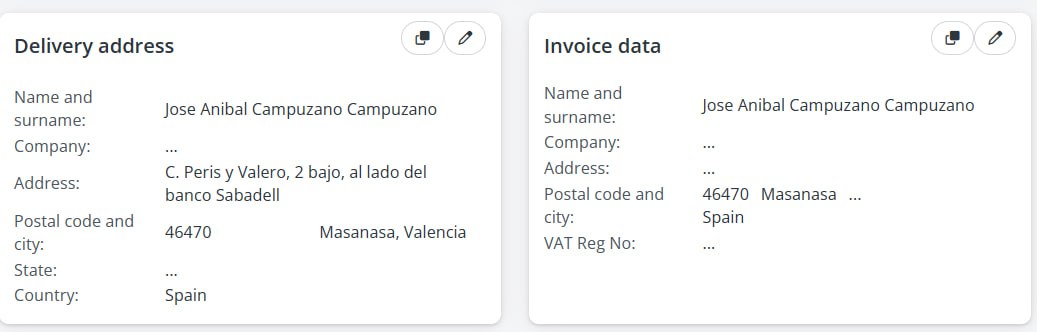 Delivery address
Name and surname: Jose Anibal Campuzano Campuzano
Company: ...
Address: C. Peris y Valero, 2 bajo, al lado del
banco Sabadell
Postal code and city: 46470 Masanasa, Valencia
State: ...
Country: Spain
Invoice data
Name and surname: Jose Anibal Campuzano Campuzano
Company: ...
Address: ...
Postal code and city: 46470 Masanasa ...
Spain
VAT Reg No: ...